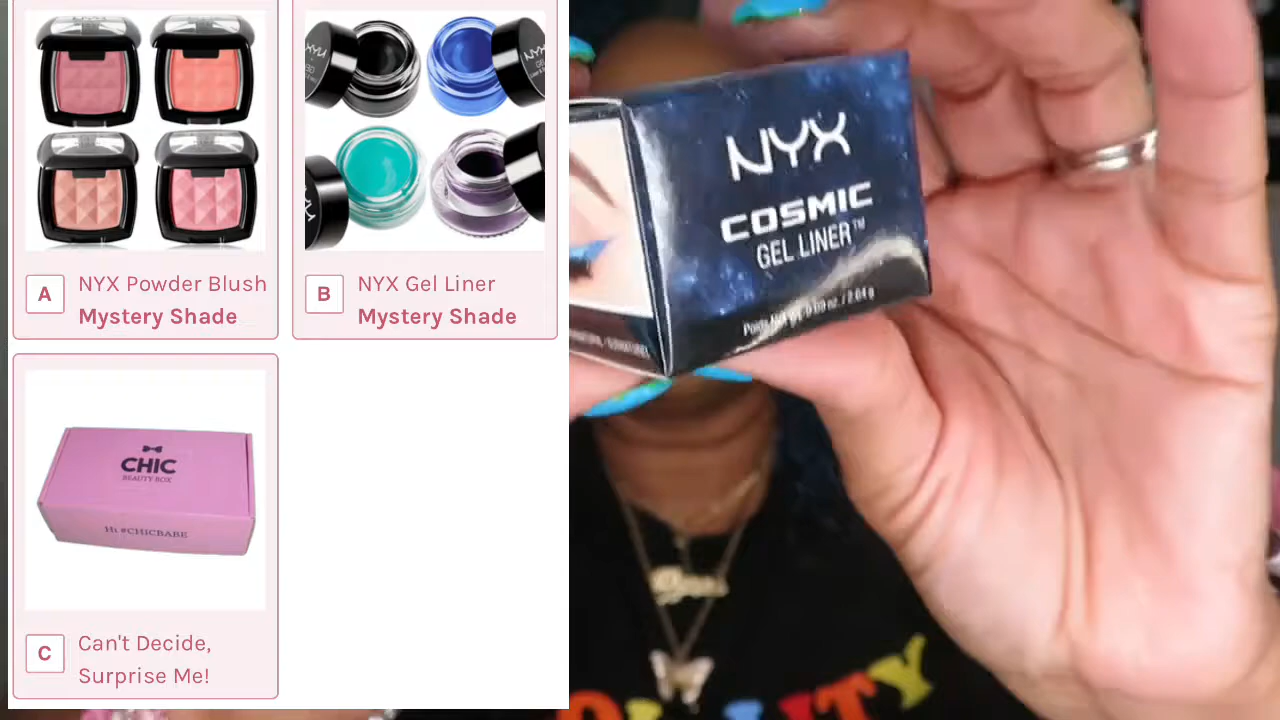 A
NYX Powder Blush
Mystery Shade
B
NYX Gel Liner
Mystery Shade
CHIC
BEAUTY BOX
Hi #CHICBABE
C
Can't Decide,
Surprise Me!
NYX
COSMIC
GEL LINER™